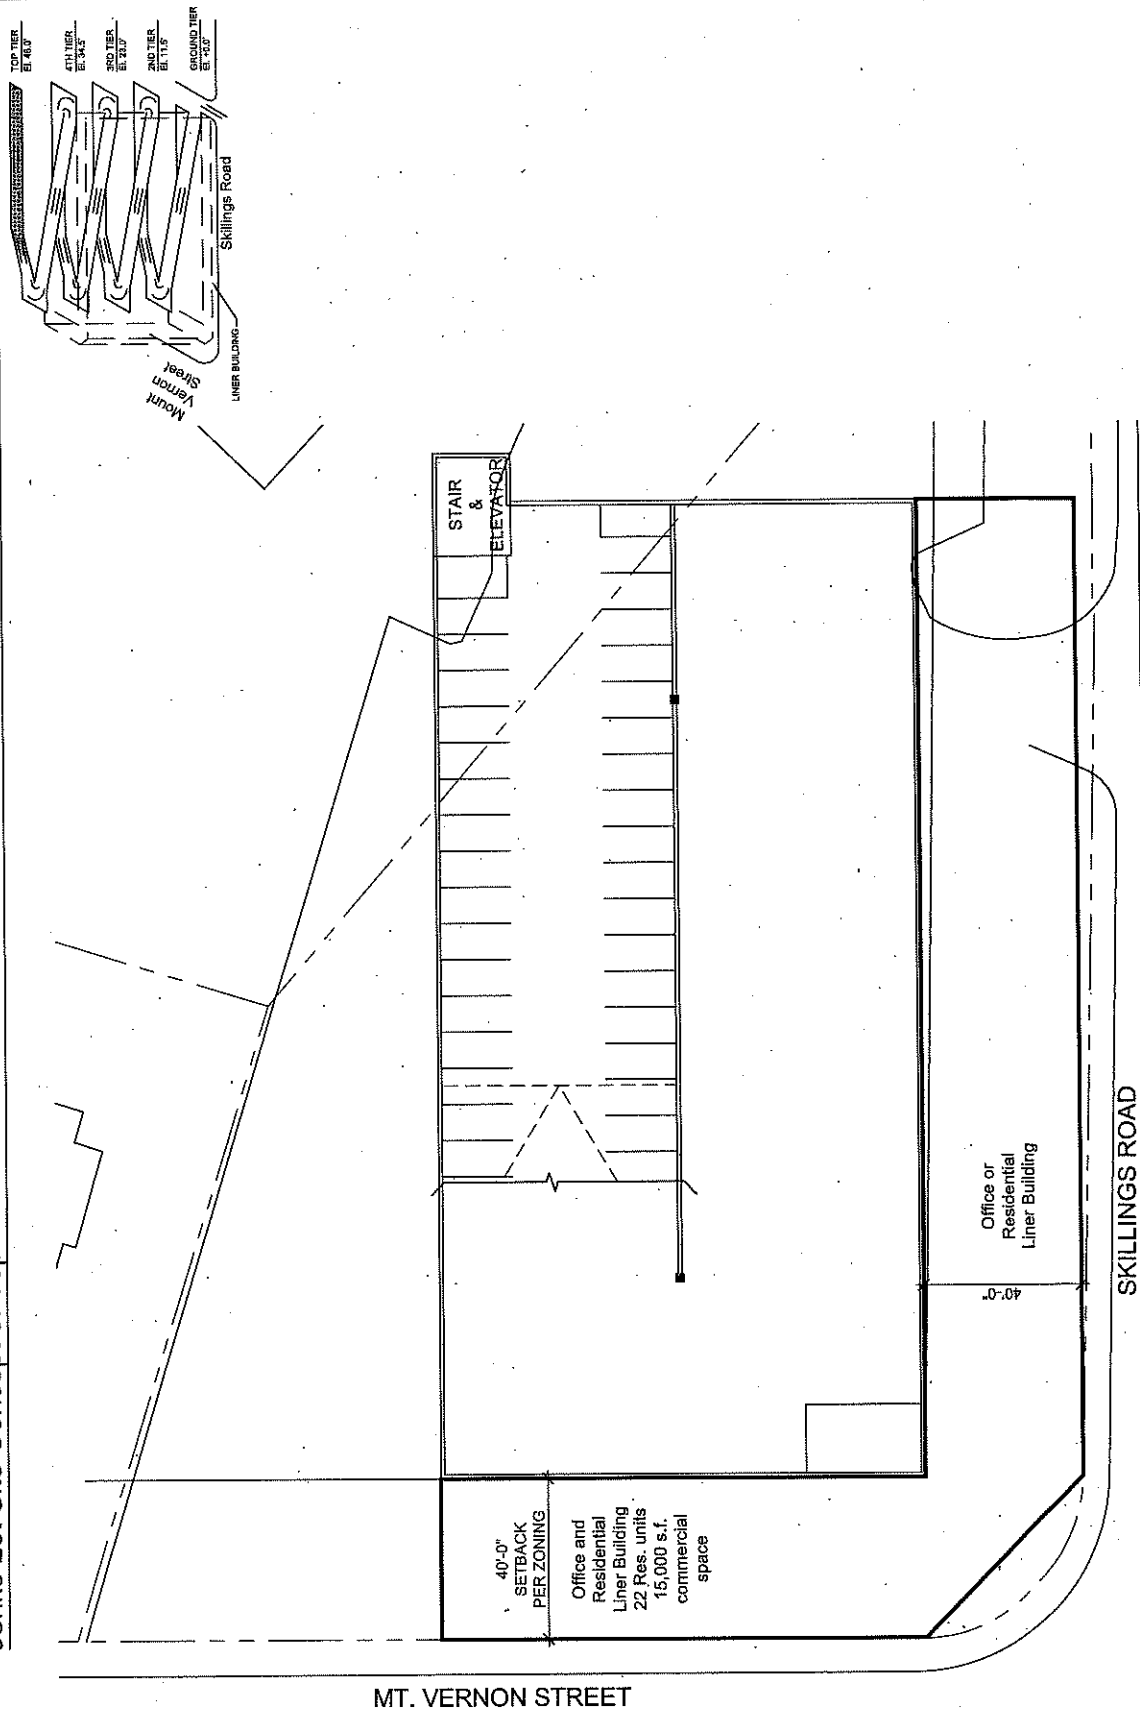 TOP TIER
El. 46.0'
4TH TIER
El. 34.5'
3RD TIER
El. 23.0'
2ND TIER
El. 11.5'
GROUND TIER
El. +0.0'
Skillings Road
Mount
Vernon
Street
LINER BUILDING
STAIR
&
ELEVATOR
40'-0"
SETBACK
PER ZONING
Office and
Residential
Liner Building
22 Res. units
15,000 s.f.
commercial
space
Office or
Residential
Liner Building
40'-0"
MT. VERNON STREET
SKILLINGS ROAD